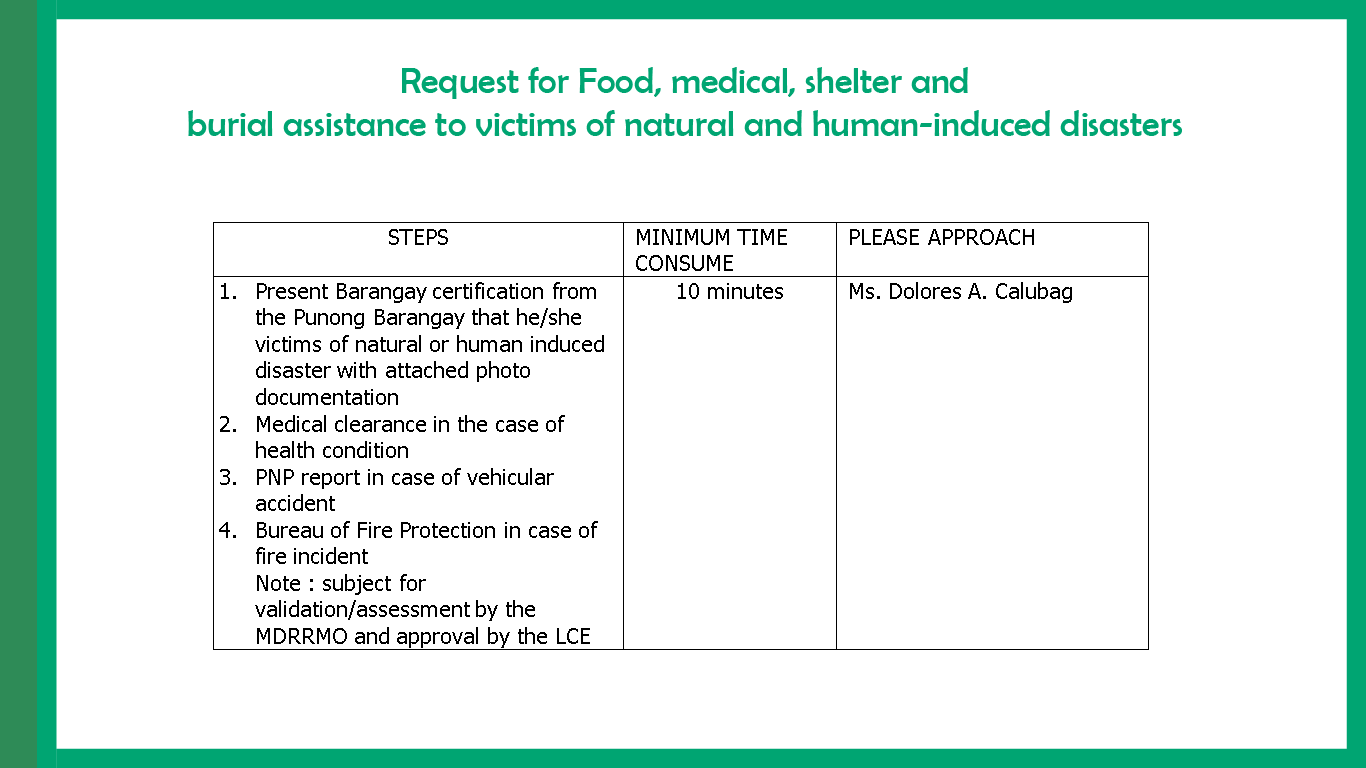 Request for Food, medical, shelter and
burial assistance to victims of natural and human-induced disasters
STEPS
MINIMUM TIME
CONSUME
PLEASE APPROACH
1. Present Barangay certification from
the Punong Barangay that he/she
victims of natural or human induced
disaster with attached photo
documentation
2. Medical clearance in the case of
health condition
3. PNP report in case of vehicular
accident
4. Bureau of Fire Protection in case of
fire incident
Note : subject for
validation/assessment by the
MDRRMO and approval by the LCE
10 minutes
Ms. Dolores A. Calubag